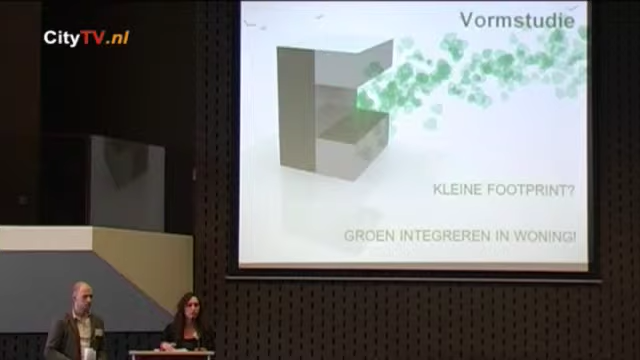 CityTV.nl
Vormstudie
KLEINE FOOTPRINT?
GROEN INTEGREREN IN WONING!